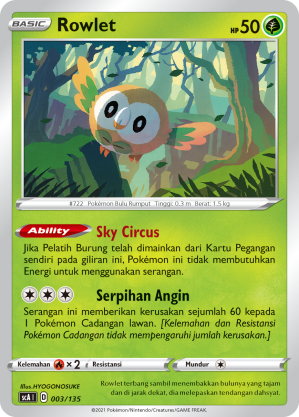 BASIC Rowlet HP50
#722 Pokémon Bulu Rumput Tinggi: 0.3 m Berat: 1.5 kg
Ability Sky Circus
Jika Pelatih Burung telah dimainkan dari Kartu Pegangan
sendiri pada giliran ini, Pokémon ini tidak membutuhkan
Energi untuk menggunakan serangan.
Serpihan Angin
Serangan ini memberikan kerusakan sejumlah 60 kepada
1 Pokémon Cadangan lawan. [Kelemahan dan Resistansi
Pokémon Cadangan tidak mempengaruhi jumlah kerusakan.]
Kelemahan ×2 Resistansi Mundur
Illus. HYOGONOSUKE
sc A I D 003/135
Rowlet terbang sambil menembakkan bulunya yang tajam
dan di jarak dekat, ia melancarkan tendangan dahsyat.
©2021 Pokémon/Nintendo/Creatures/GAME FREAK.